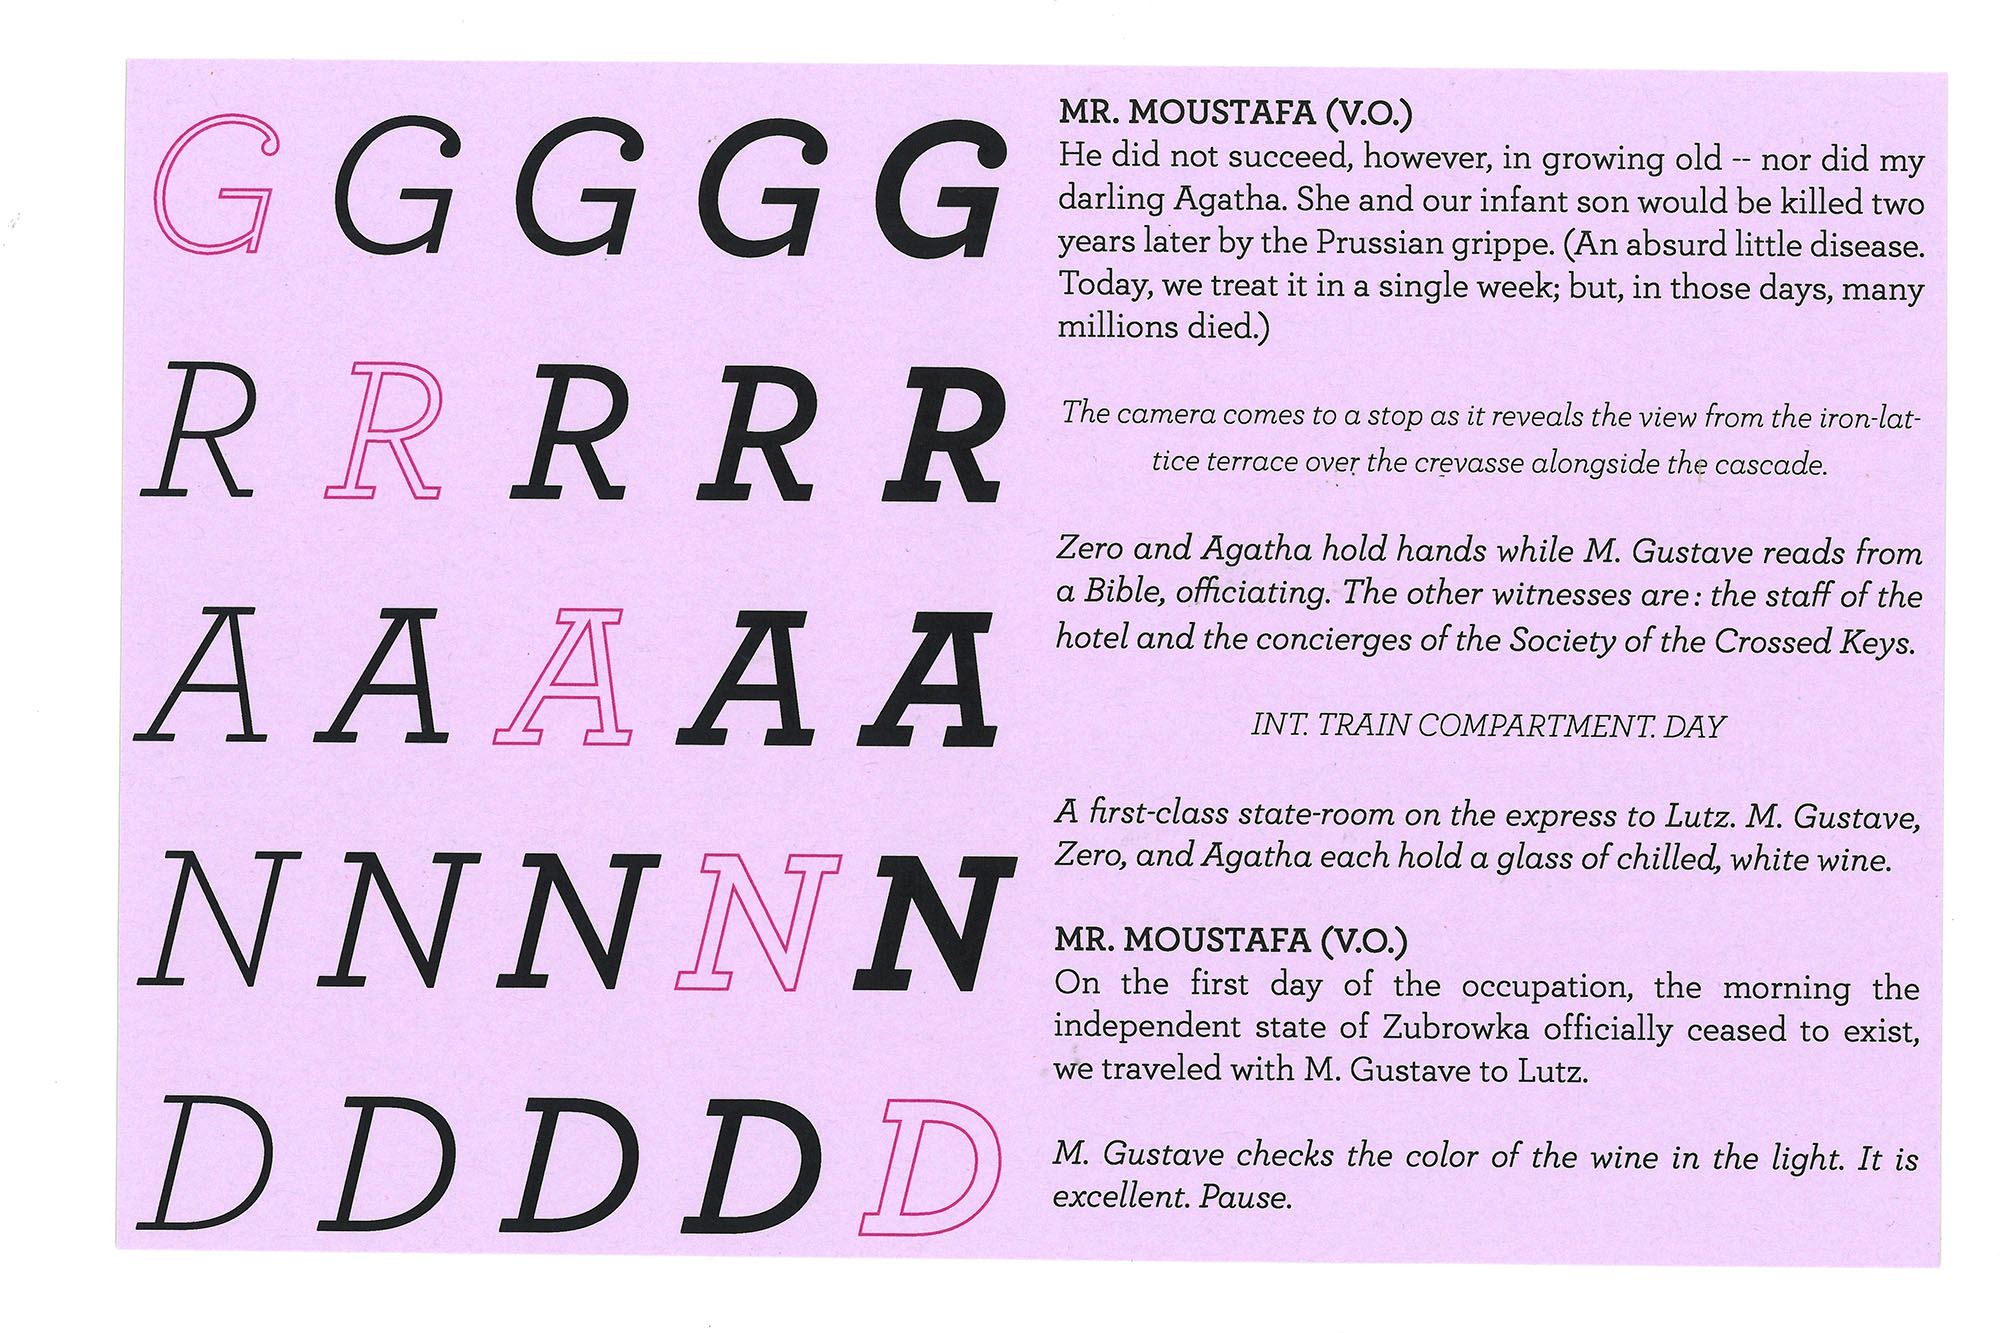 G G G G G
R R R R R
A A A A A
N N N N N
D D D D D
MR. MOUSTAFA (V.O.)
He did not succeed, however, in growing old -- nor did my
darling Agatha. She and our infant son would be killed two
years later by the Prussian grippe. (An absurd little disease.
Today, we treat it in a single week; but, in those days, many
millions died.)
The camera comes to a stop as it reveals the view from the iron-lat-
tice terrace over the crevasse alongside the cascade.
Zero and Agatha hold hands while M. Gustave reads from
a Bible, officiating. The other witnesses are: the staff of the
hotel and the concierges of the Society of the Crossed Keys.
INT. TRAIN COMPARTMENT. DAY
A first-class state-room on the express to Lutz. M. Gustave,
Zero, and Agatha each hold a glass of chilled, white wine.
MR. MOUSTAFA (V.O.)
On the first day of the occupation, the morning the
independent state of Zubrowka officially ceased to exist,
we traveled with M. Gustave to Lutz.
M. Gustave checks the color of the wine in the light. It is
excellent. Pause.